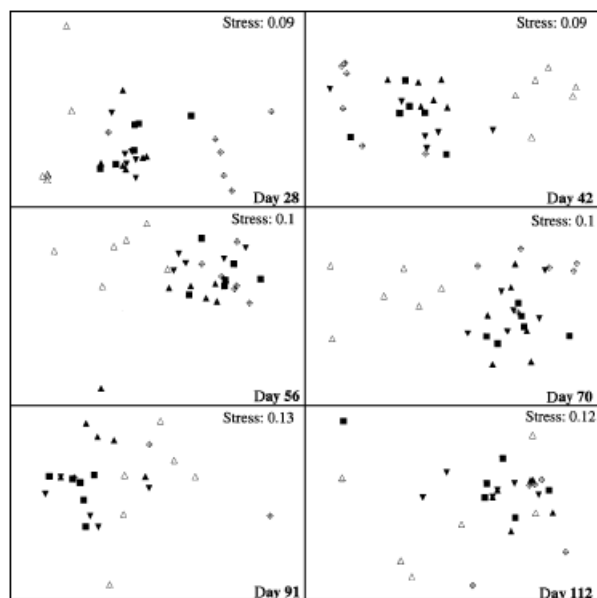 Stress: 0.09
Day 28
Stress: 0.09
Day 42
Stress: 0.1
Day 56
Stress: 0.1
Day 70
Stress: 0.13
Day 91
Stress: 0.12
Day 112